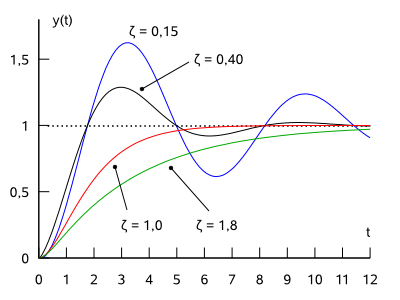 y(t)
ζ = 0,15
ζ = 0,40
1,5
1
0,5
ζ = 1,0
ζ = 1,8
t
0
0 1 2 3 4 5 6 7 8 9 10 11 12